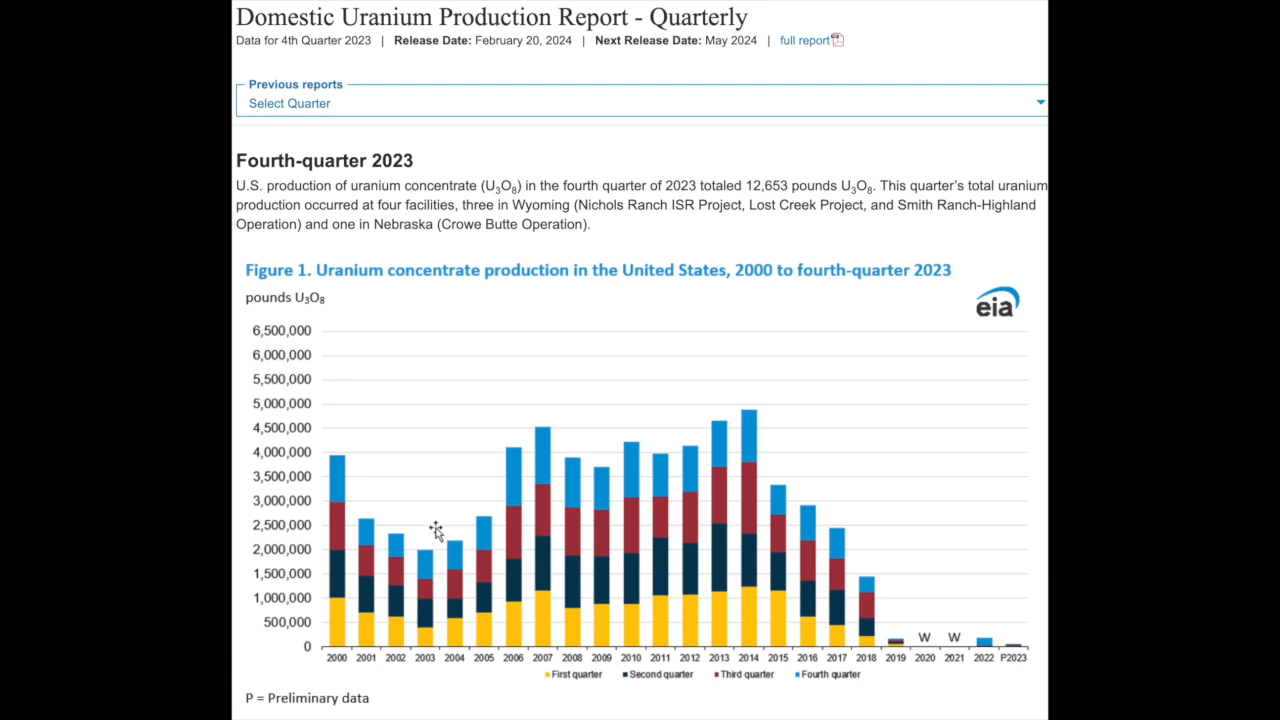 Domestic Uranium Production Report - Quarterly
Data for 4th Quarter 2023 | Release Date: February 20, 2024 | Next Release Date: May 2024 | full report
Previous reports
Select Quarter
Fourth-quarter 2023
U.S. production of uranium concentrate (U₃O₈) in the fourth quarter of 2023 totaled 12,653 pounds U₃O₈. This quarter's total uranium
production occurred at four facilities, three in Wyoming (Nichols Ranch ISR Project, Lost Creek Project, and Smith Ranch-Highland
Operation) and one in Nebraska (Crowe Butte Operation).
Figure 1. Uranium concentrate production in the United States, 2000 to fourth-quarter 2023
pounds U₃O₈
eia
6,500,000
6,000,000
5,500,000
5,000,000
4,500,000
4,000,000
3,500,000
3,000,000
2,500,000
2,000,000
1,500,000
1,000,000
500,000
0
W W
2000 2001 2002 2003 2004 2005 2006 2007 2008 2009 2010 2011 2012 2013 2014 2015 2016 2017 2018 2019 2020 2021 2022 P2023
First quarter Second quarter Third quarter Fourth quarter
P = Preliminary data